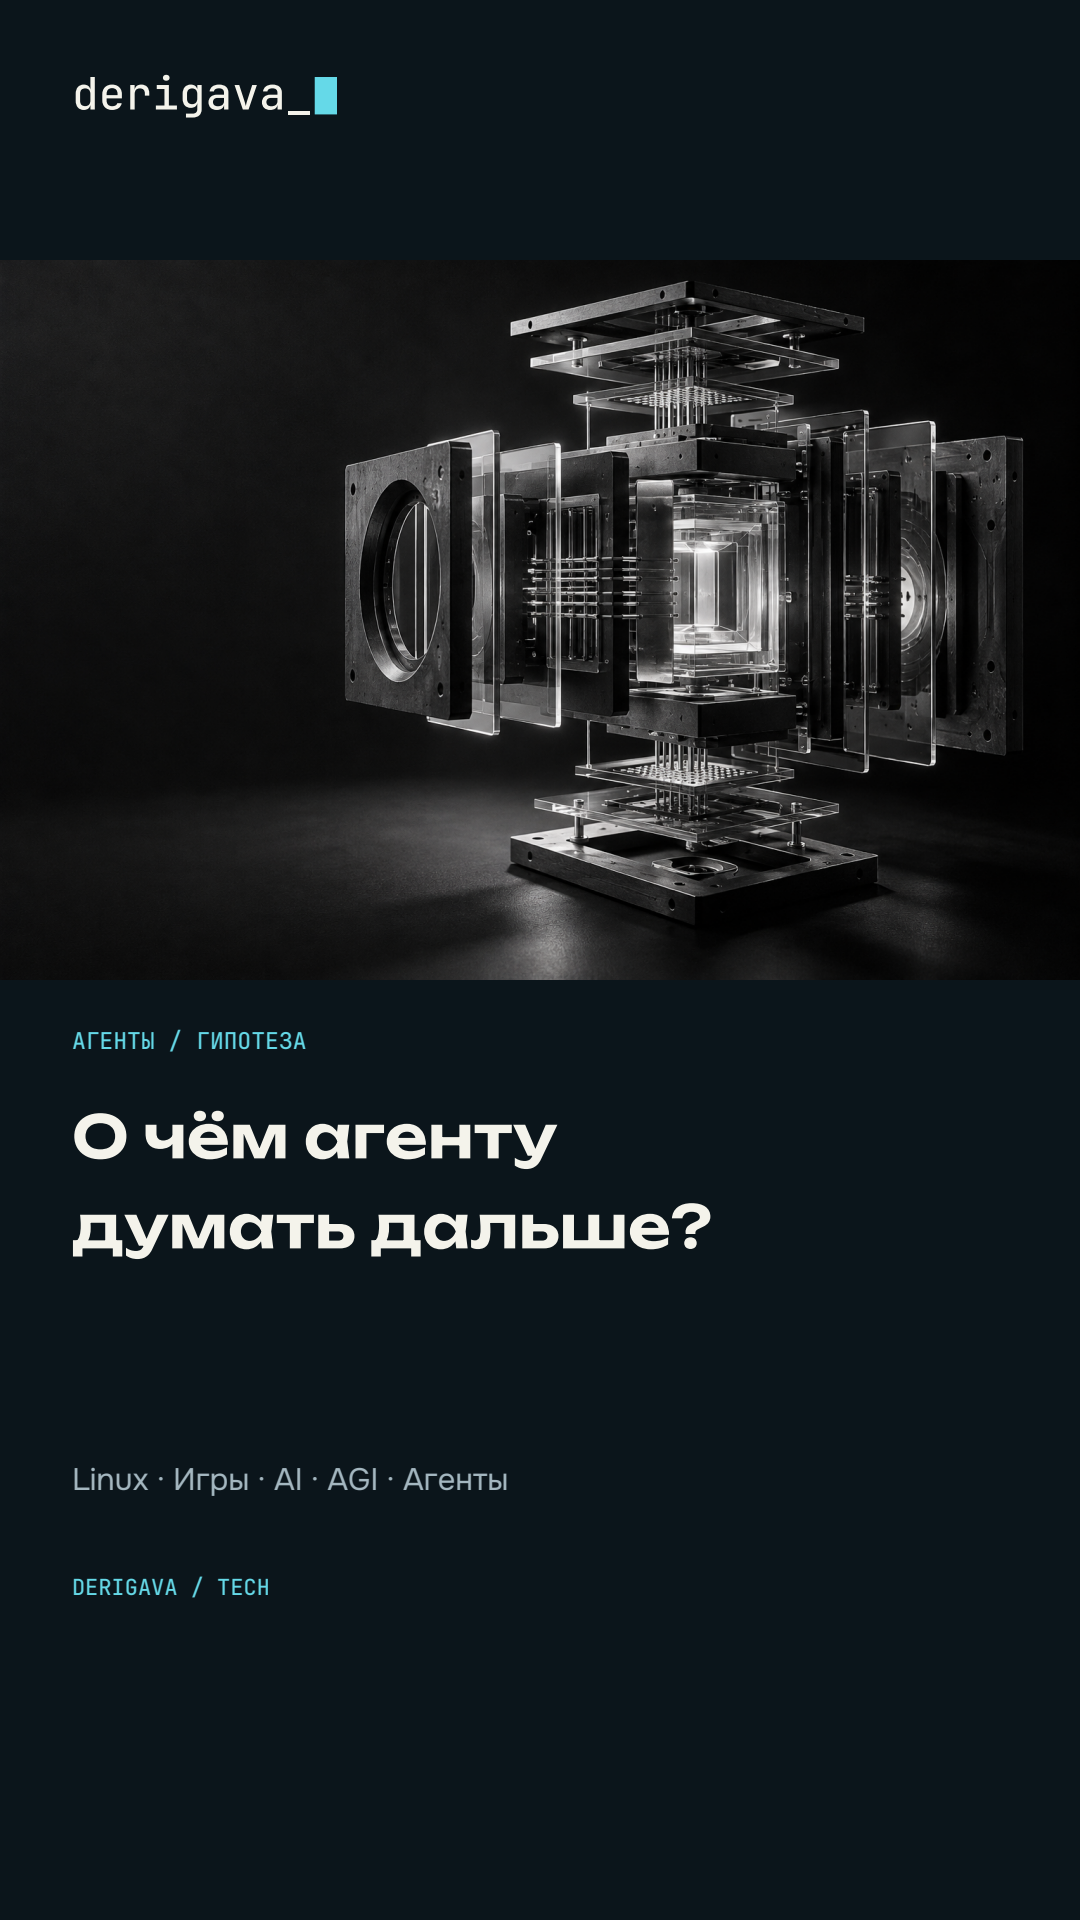 derigava_
АГЕНТЫ / ГИПОТЕЗА
О чём агенту
думать дальше?
Linux · Игры · AI · AGI · Агенты
DERIGAVA / TECH